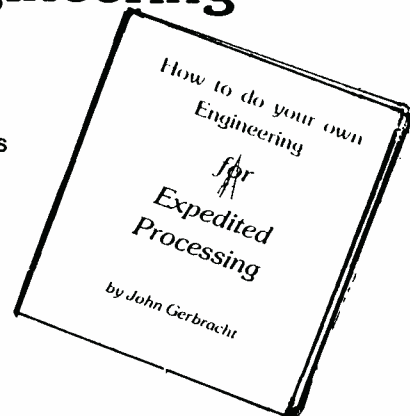 How to do your own
Engineering
for
Expedited
Processing
by John Gerbracht